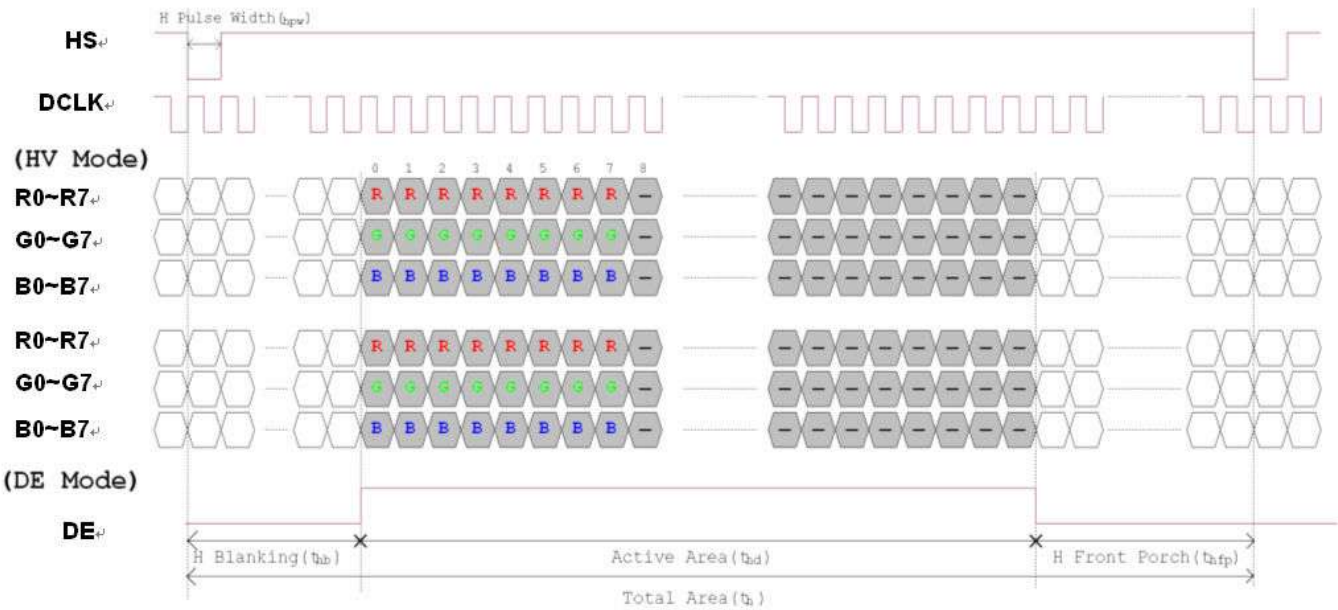 H Pulse Width(thpw)
HS
DCLK
(HV Mode)
0 1 2 3 4 5 6 7 8
R0~R7 R R R R R R R R - - - - - - - - -
G0~G7 G G G G G G G G - - - - - - - - -
B0~B7 B B B B B B B B - - - - - - - - -
R0~R7 R R R R R R R R - - - - - - - - -
G0~G7 G G G G G G G G - - - - - - - - -
B0~B7 B B B B B B B B - - - - - - - - -
(DE Mode)
DE
H Blanking(thb) Active Area(thd) H Front Porch(thfp)
Total Area(th)